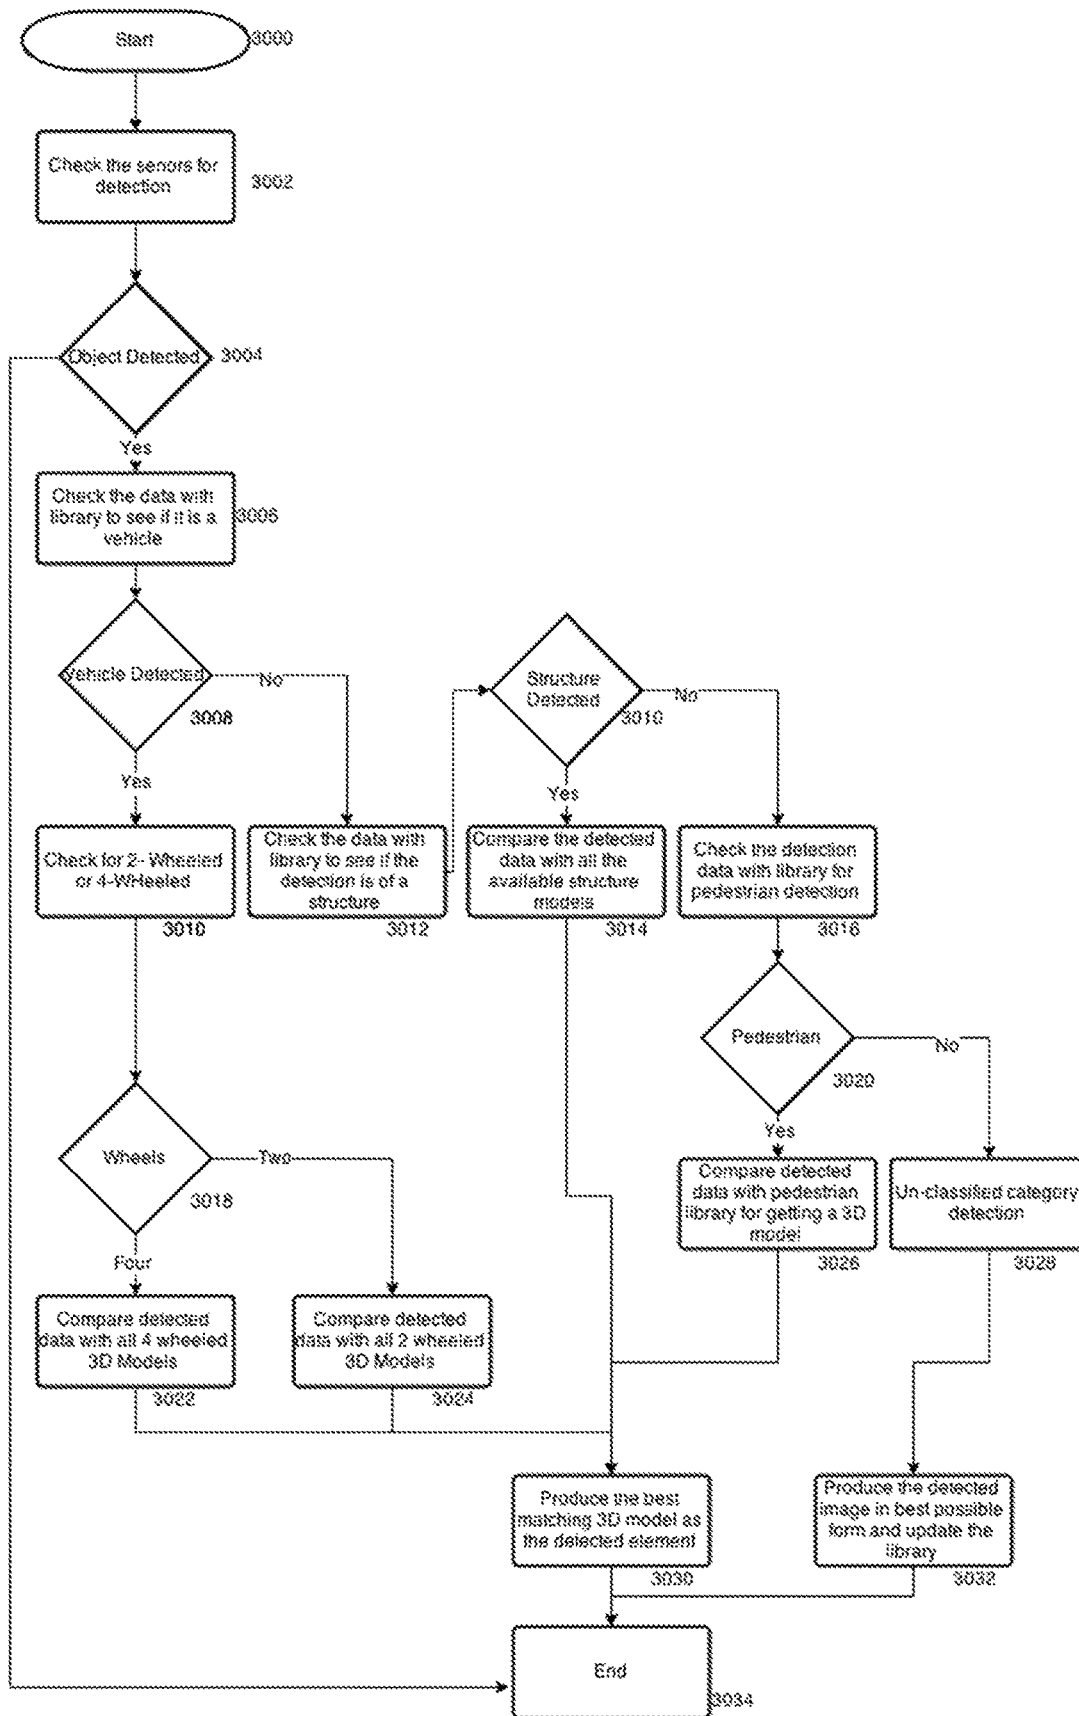 Start
3000
Check the senors for
detection
3002
Object Detected
3004
Yes
Check the data with
library to see if it is a
vehicle
3006
Vehicle Detected
3008
No
Yes
Structure
Detected
3010
No
Yes
Check for 2- Wheeled
or 4-WHeeled
3010
Check the data with
library to see if the
detection is of a
structure
3012
Compare the detected
data with all the
available structure
models
3014
Check the detection
data with library for
pedestrian detection
3016
Pedestrian
3020
No
Yes
Wheels
3018
Two
Four
Compare detected
data with pedestrian
library for getting a 3D
model
3026
Un-classified category
detection
3028
Compare detected
data with all 4 wheeled
3D Models
3022
Compare detected
data with all 2 wheeled
3D Models
3024
Produce the best
matching 3D model as
the detected element
3030
Produce the detected
image in best possible
form and update the
library
3032
End
3034